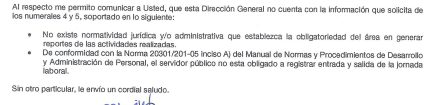 Al respecto me permito comunicar a Usted, que esta Dirección General no cuenta con la información que solicita de
los numerales 4 y 5, soportado en lo siguiente:
• No existe normatividad jurídica y/o administrativa que establezca la obligatoriedad del área en generar
reportes de las actividades realizadas.
• De conformidad con la Norma 20301/201-05 inciso A) del Manual de Normas y Procedimientos de Desarrollo
y Administración de Personal, el servidor público no esta obligado a registrar entrada y salida de la jornada
laboral.
Sin otro particular, le envío un cordial saludo.